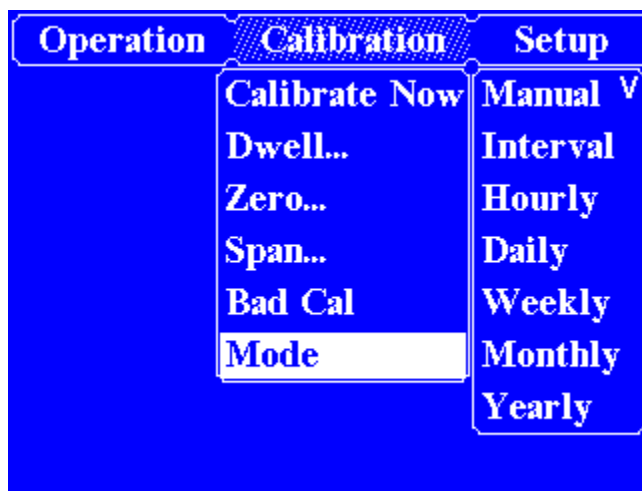 Operation Calibration Setup
Calibrate Now
Dwell...
Zero...
Span...
Bad Cal
Mode
Manual V
Interval
Hourly
Daily
Weekly
Monthly
Yearly